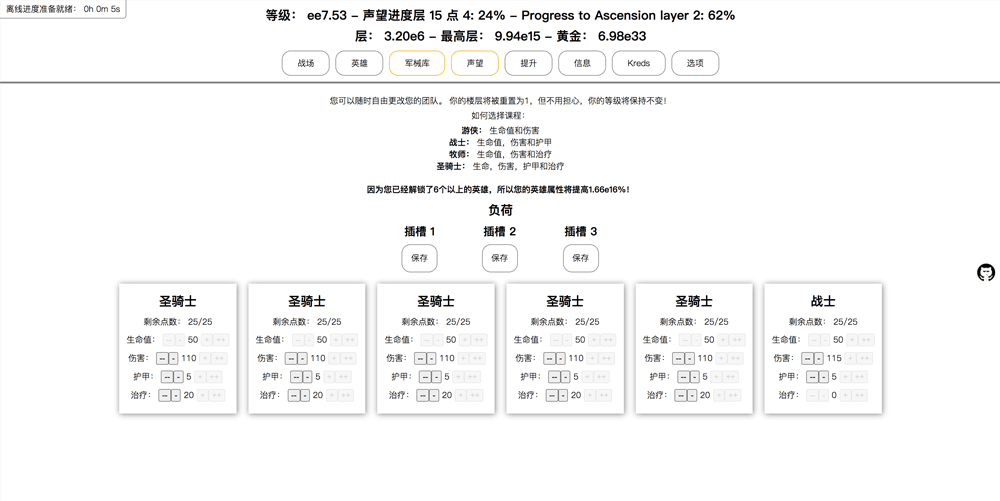 离线进度准备就绪： 0h 0m 5s
等级： ee7.53 – 声望进度层 15 点 4: 24% – Progress to Ascension layer 2: 62%
层： 3.20e6 – 最高层： 9.94e15 – 黄金： 6.98e33
战场 英雄 军械库 声望 提升 信息 Kreds 选项
您可以随时自由更改您的团队。 你的楼层将被重置为1，但不用担心，你的等级将保持不变！
如何选择课程：
游侠： 生命值和伤害
战士： 生命值，伤害和护甲
牧师： 生命值，伤害和治疗
圣骑士： 生命，伤害，护甲和治疗
因为您已经解锁了6个以上的英雄，所以您的英雄属性将提高1.66e16%！
负荷
插槽 1 插槽 2 插槽 3
保存 保存 保存
圣骑士 圣骑士 圣骑士 圣骑士 圣骑士 战士
剩余点数： 25/25 剩余点数： 25/25 剩余点数： 25/25 剩余点数： 25/25 剩余点数： 25/25 剩余点数： 25/25
生命值： -- - 50 + ++ 生命值： -- - 50 + ++ 生命值： -- - 50 + ++ 生命值： -- - 50 + ++ 生命值： -- - 50 + ++ 生命值： -- - 50 + ++
伤害： -- - 110 + ++ 伤害： -- - 110 + ++ 伤害： -- - 110 + ++ 伤害： -- - 110 + ++ 伤害： -- - 110 + ++ 伤害： -- - 115 + ++
护甲： -- - 5 + ++ 护甲： -- - 5 + ++ 护甲： -- - 5 + ++ 护甲： -- - 5 + ++ 护甲： -- - 5 + ++ 护甲： -- - 5 + ++
治疗： -- - 20 + ++ 治疗： -- - 20 + ++ 治疗： -- - 20 + ++ 治疗： -- - 20 + ++ 治疗： -- - 20 + ++ 治疗： -- - 0 + ++